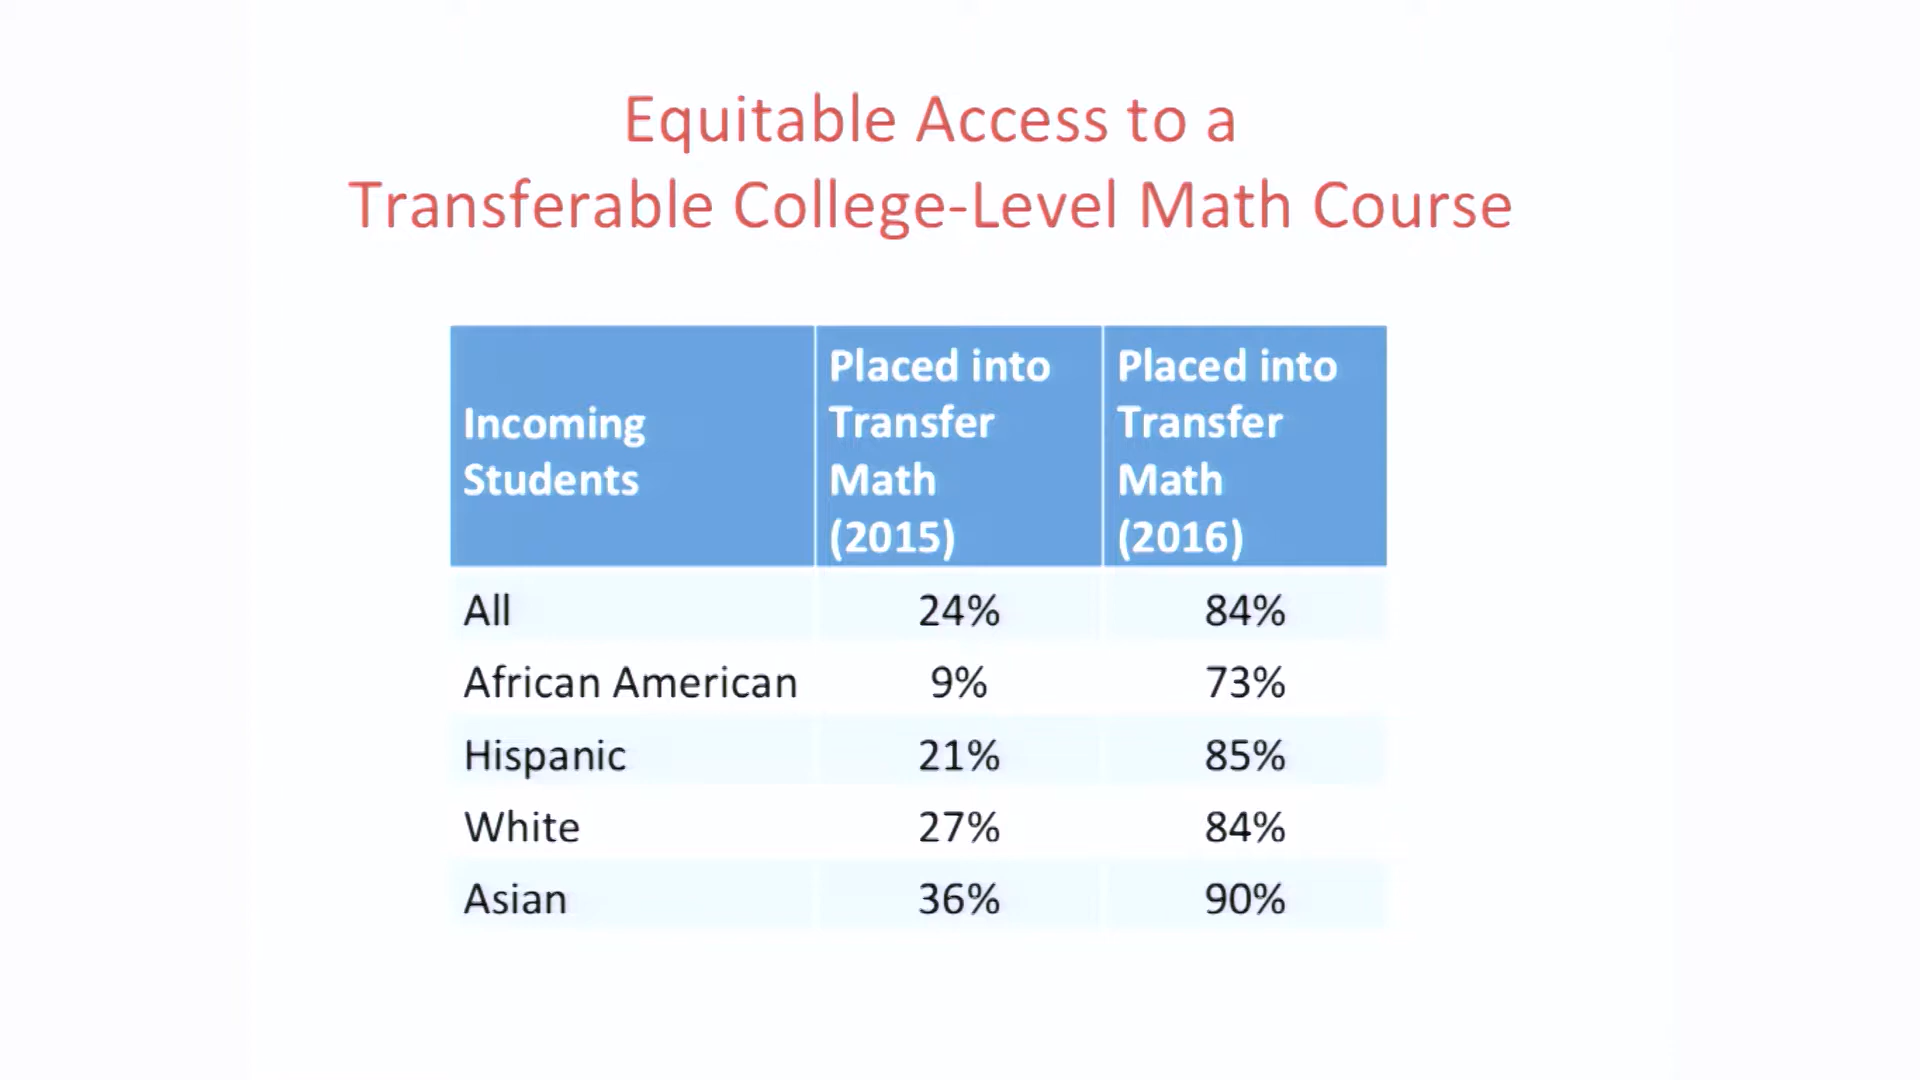 Equitable Access to a
Transferable College-Level Math Course
Incoming Students | Placed into Transfer Math (2015) | Placed into Transfer Math (2016)
All 24% 84%
African American 9% 73%
Hispanic 21% 85%
White 27% 84%
Asian 36% 90%